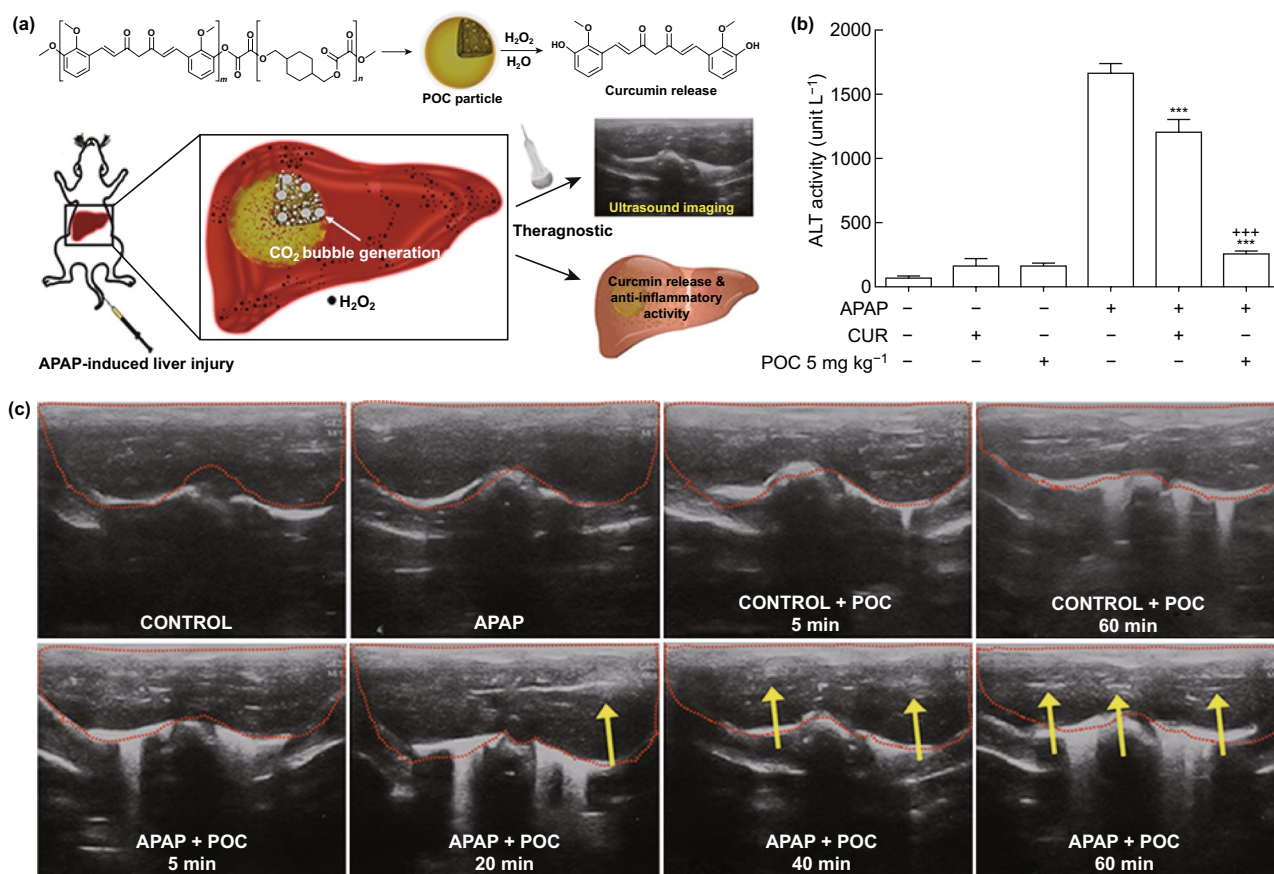 (a)
O
O
O
O
O
O
O
O
O
m
O
O
O
O
O
n
POC particle
H₂O₂
H₂O
HO
O
O
O
O
OH
Curcumin release
CO₂ bubble generation
H₂O₂
APAP-induced liver injury
Theragnostic
Ultrasound imaging
Curcmin release &
anti-inflammatory
activity
(b)
ALT activity (unit L⁻¹)
2000
1500
1000
500
0
***
+++
***
APAP − − − + + +
CUR − + − − + −
POC 5 mg kg⁻¹ − − + − − +
(c)
CONTROL
APAP
CONTROL + POC
5 min
CONTROL + POC
60 min
APAP + POC
5 min
APAP + POC
20 min
APAP + POC
40 min
APAP + POC
60 min